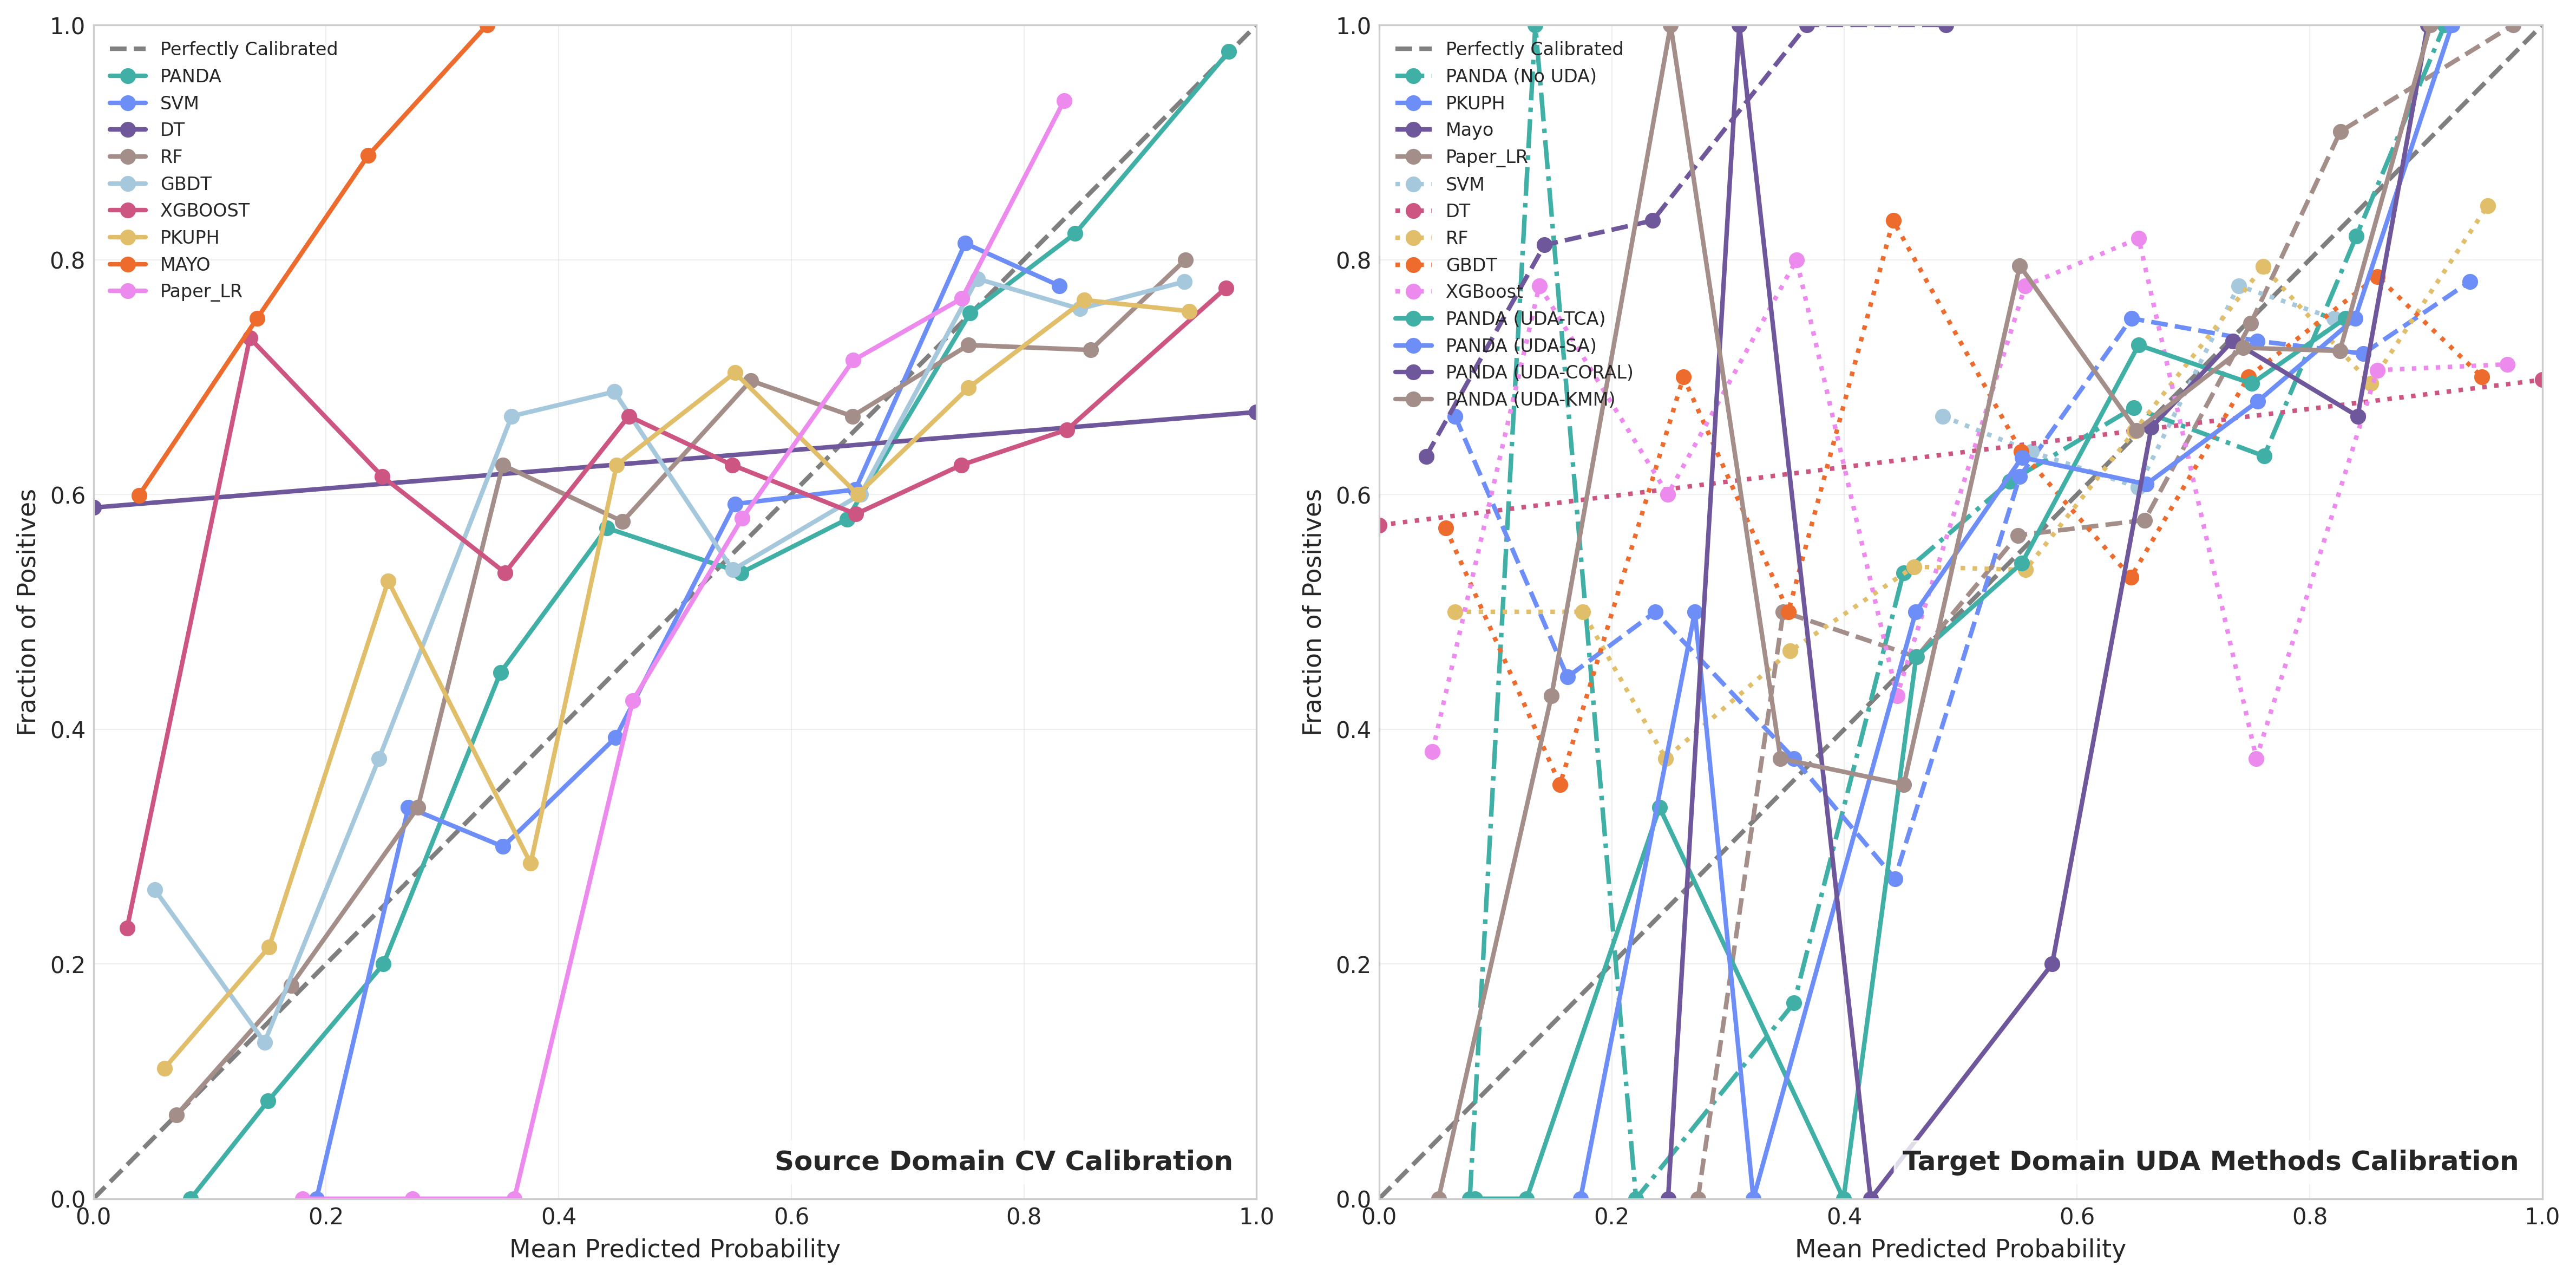 Fraction of Positives
1.0
0.8
0.6
0.4
0.2
0.0
Perfectly Calibrated
PANDA
SVM
DT
RF
GBDT
XGBOOST
PKUPH
MAYO
Paper_LR
Source Domain CV Calibration
0.0 0.2 0.4 0.6 0.8 1.0
Mean Predicted Probability
Fraction of Positives
1.0
0.8
0.6
0.4
0.2
0.0
Perfectly Calibrated
PANDA (No UDA)
PKUPH
Mayo
Paper_LR
SVM
DT
RF
GBDT
XGBoost
PANDA (UDA-TCA)
PANDA (UDA-SA)
PANDA (UDA-CORAL)
PANDA (UDA-KMM)
Target Domain UDA Methods Calibration
0.0 0.2 0.4 0.6 0.8 1.0
Mean Predicted Probability